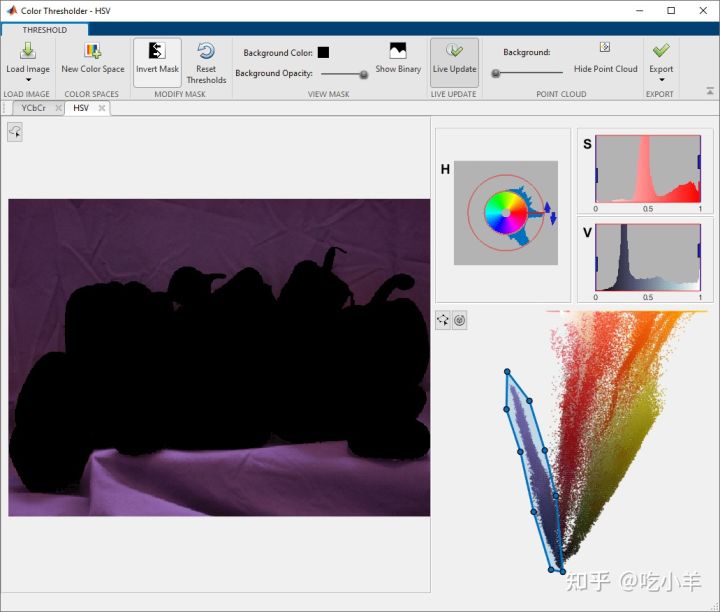 Color Thresholder - HSV
THRESHOLD
Load Image
New Color Space
Invert Mask
Reset Thresholds
Background Color:
Background Opacity:
Show Binary
Live Update
Background:
Hide Point Cloud
Export
LOAD IMAGE
COLOR SPACES
MODIFY MASK
VIEW MASK
LIVE UPDATE
POINT CLOUD
EXPORT
YCbCr
HSV
H
S
0 0.5 1
V
0 0.5 1
知乎 @吃小羊